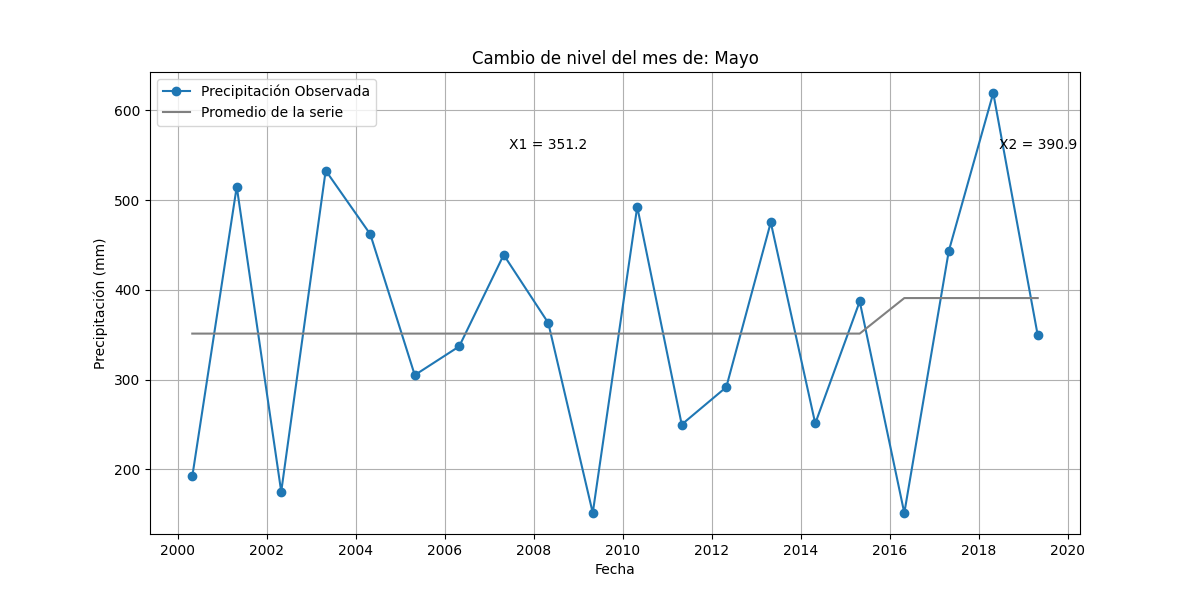 Cambio de nivel del mes de: Mayo
Precipitación Observada
Promedio de la serie
X1 = 351.2
X2 = 390.9
Precipitación (mm)
600
500
400
300
200
2000 2002 2004 2006 2008 2010 2012 2014 2016 2018 2020
Fecha